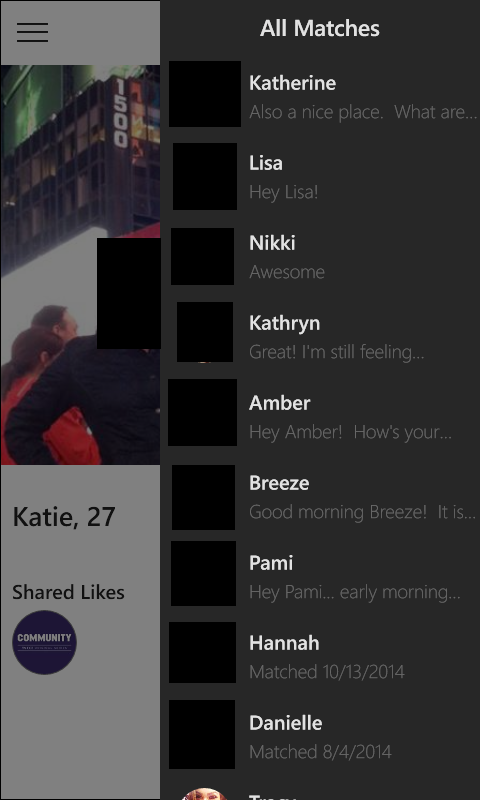 All Matches
Katherine
Also a nice place.  What are...
Lisa
Hey Lisa!
Nikki
Awesome
Kathryn
Great! I'm still feeling...
Amber
Hey Amber!  How's your...
Breeze
Good morning Breeze!  It is...
Pami
Hey Pami... early morning...
Hannah
Matched 10/13/2014
Danielle
Matched 8/4/2014
1500
Katie, 27
Shared Likes
COMMUNITY